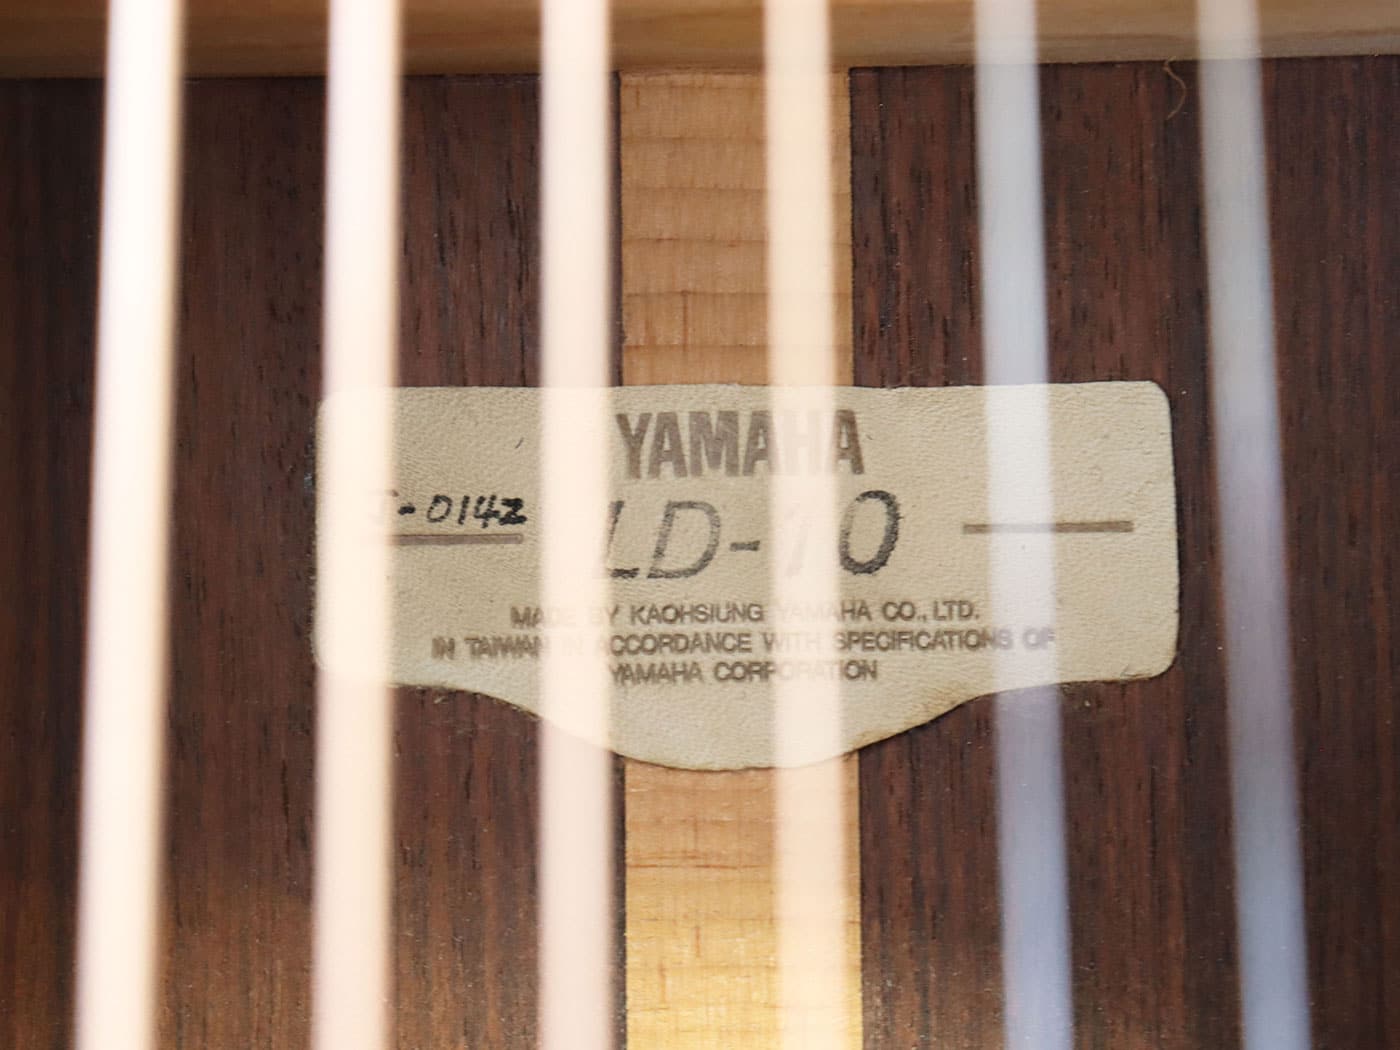 YAMAHA
J-0142 LD-10
MADE BY KAOHSIUNG YAMAHA CO., LTD.
IN TAIWAN IN ACCORDANCE WITH SPECIFICATIONS OF
YAMAHA CORPORATION